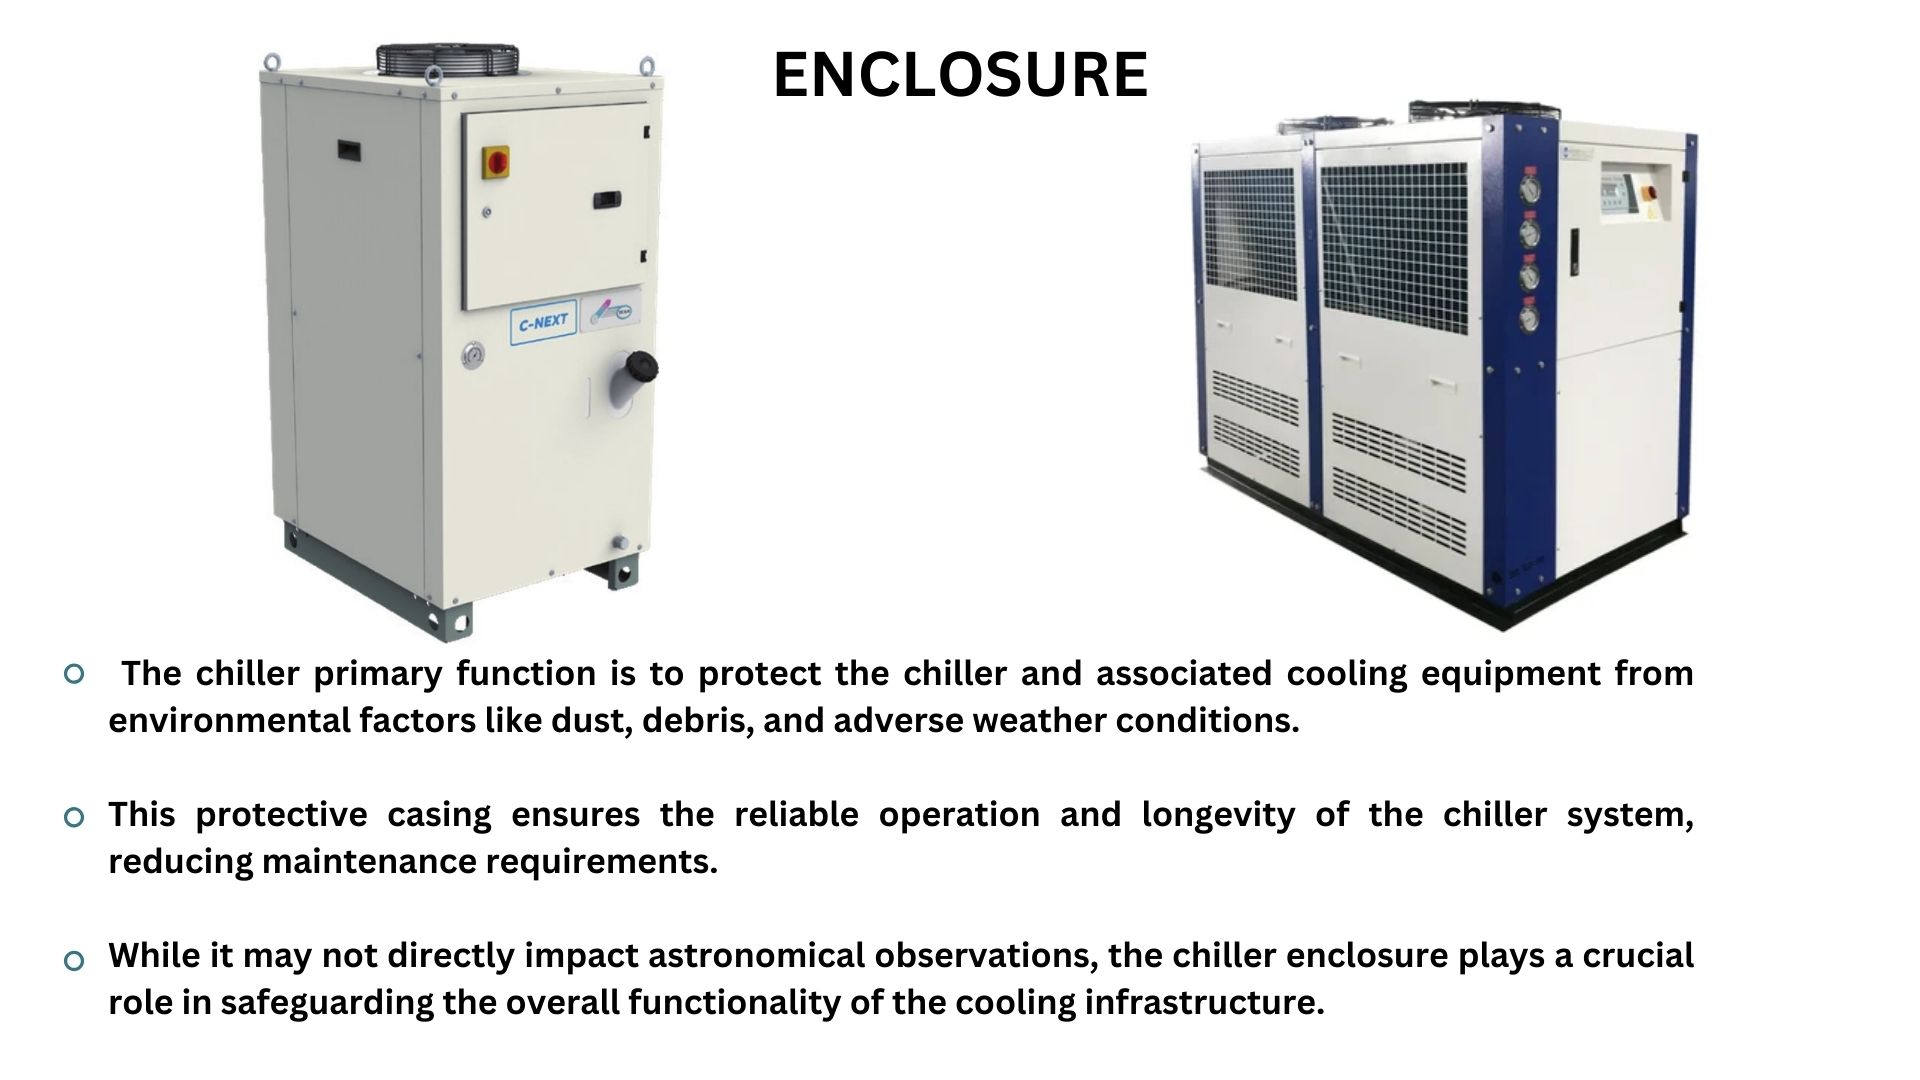 ENCLOSURE
C-NEXT
The chiller primary function is to protect the chiller and associated cooling equipment from
environmental factors like dust, debris, and adverse weather conditions.
This protective casing ensures the reliable operation and longevity of the chiller system,
reducing maintenance requirements.
While it may not directly impact astronomical observations, the chiller enclosure plays a crucial
role in safeguarding the overall functionality of the cooling infrastructure.